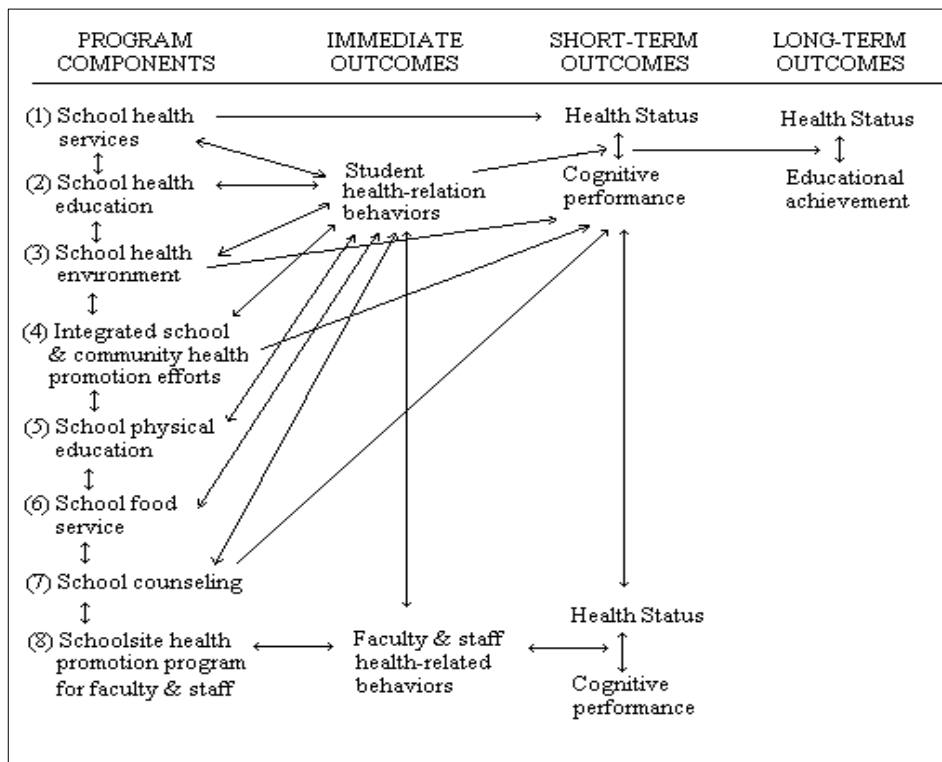 PROGRAM
COMPONENTS
IMMEDIATE
OUTCOMES
SHORT-TERM
OUTCOMES
LONG-TERM
OUTCOMES
(1) School health
services
(2) School health
education
(3) School health
environment
(4) Integrated school
& community health
promotion efforts
(5) School physical
education
(6) School food
service
(7) School counseling
(8) Schoolsite health
promotion program
for faculty & staff
Student
health-relation
behaviors
Faculty & staff
health-related
behaviors
Health Status
Cognitive
performance
Health Status
Cognitive
performance
Health Status
Educational
achievement